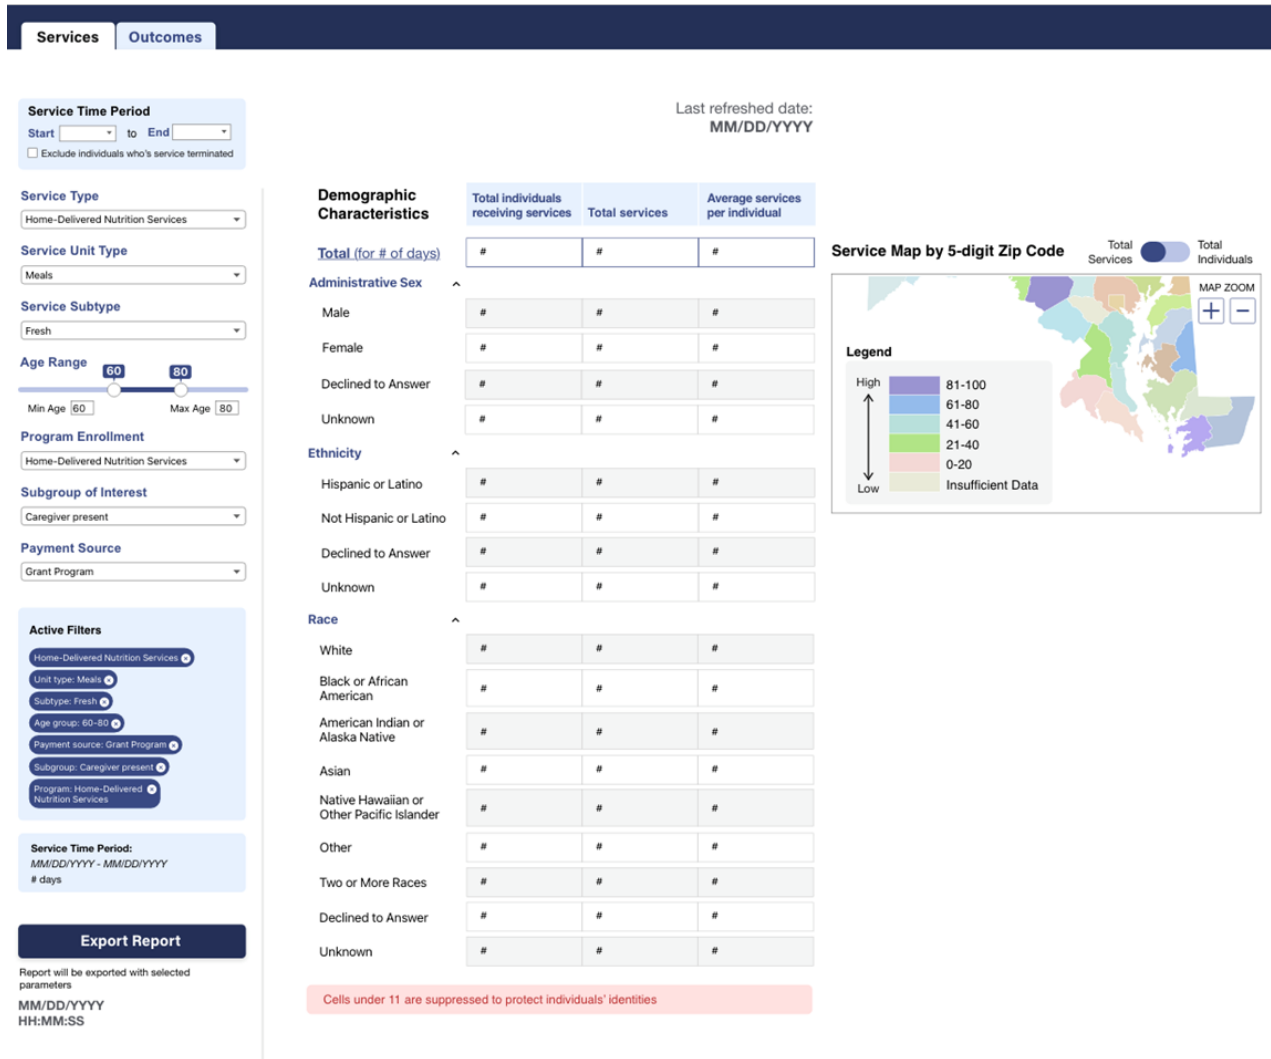 Services
Outcomes
Service Time Period
Start to End
Exclude individuals who's service terminated
Last refreshed date:
MM/DD/YYYY
Service Type
Home-Delivered Nutrition Services
Service Unit Type
Meals
Service Subtype
Fresh
Age Range
60
80
Min Age 60
Max Age 80
Program Enrollment
Home-Delivered Nutrition Services
Subgroup of Interest
Caregiver present
Payment Source
Grant Program
Active Filters
Home-Delivered Nutrition Services
Unit type: Meals
Subtype: Fresh
Age group: 60-80
Payment source: Grant Program
Subgroup: Caregiver present
Program: Home-Delivered
Nutrition Services
Service Time Period:
MM/DD/YYYY - MM/DD/YYYY
# days
Export Report
Report will be exported with selected
parameters
MM/DD/YYYY
HH:MM:SS
Demographic
Characteristics
Total individuals
receiving services
Total services
Average services
per individual
Total (for # of days) # # #
Administrative Sex
Male # # #
Female # # #
Declined to Answer # # #
Unknown # # #
Ethnicity
Hispanic or Latino # # #
Not Hispanic or Latino # # #
Declined to Answer # # #
Unknown # # #
Race
White # # #
Black or African
American # # #
American Indian or
Alaska Native # # #
Asian # # #
Native Hawaiian or
Other Pacific Islander # # #
Other # # #
Two or More Races # # #
Declined to Answer # # #
Unknown # # #
Cells under 11 are suppressed to protect individuals' identities
Service Map by 5-digit Zip Code
Total
Services
Total
Individuals
MAP ZOOM
+ −
Legend
High
Low
81-100
61-80
41-60
21-40
0-20
Insufficient Data